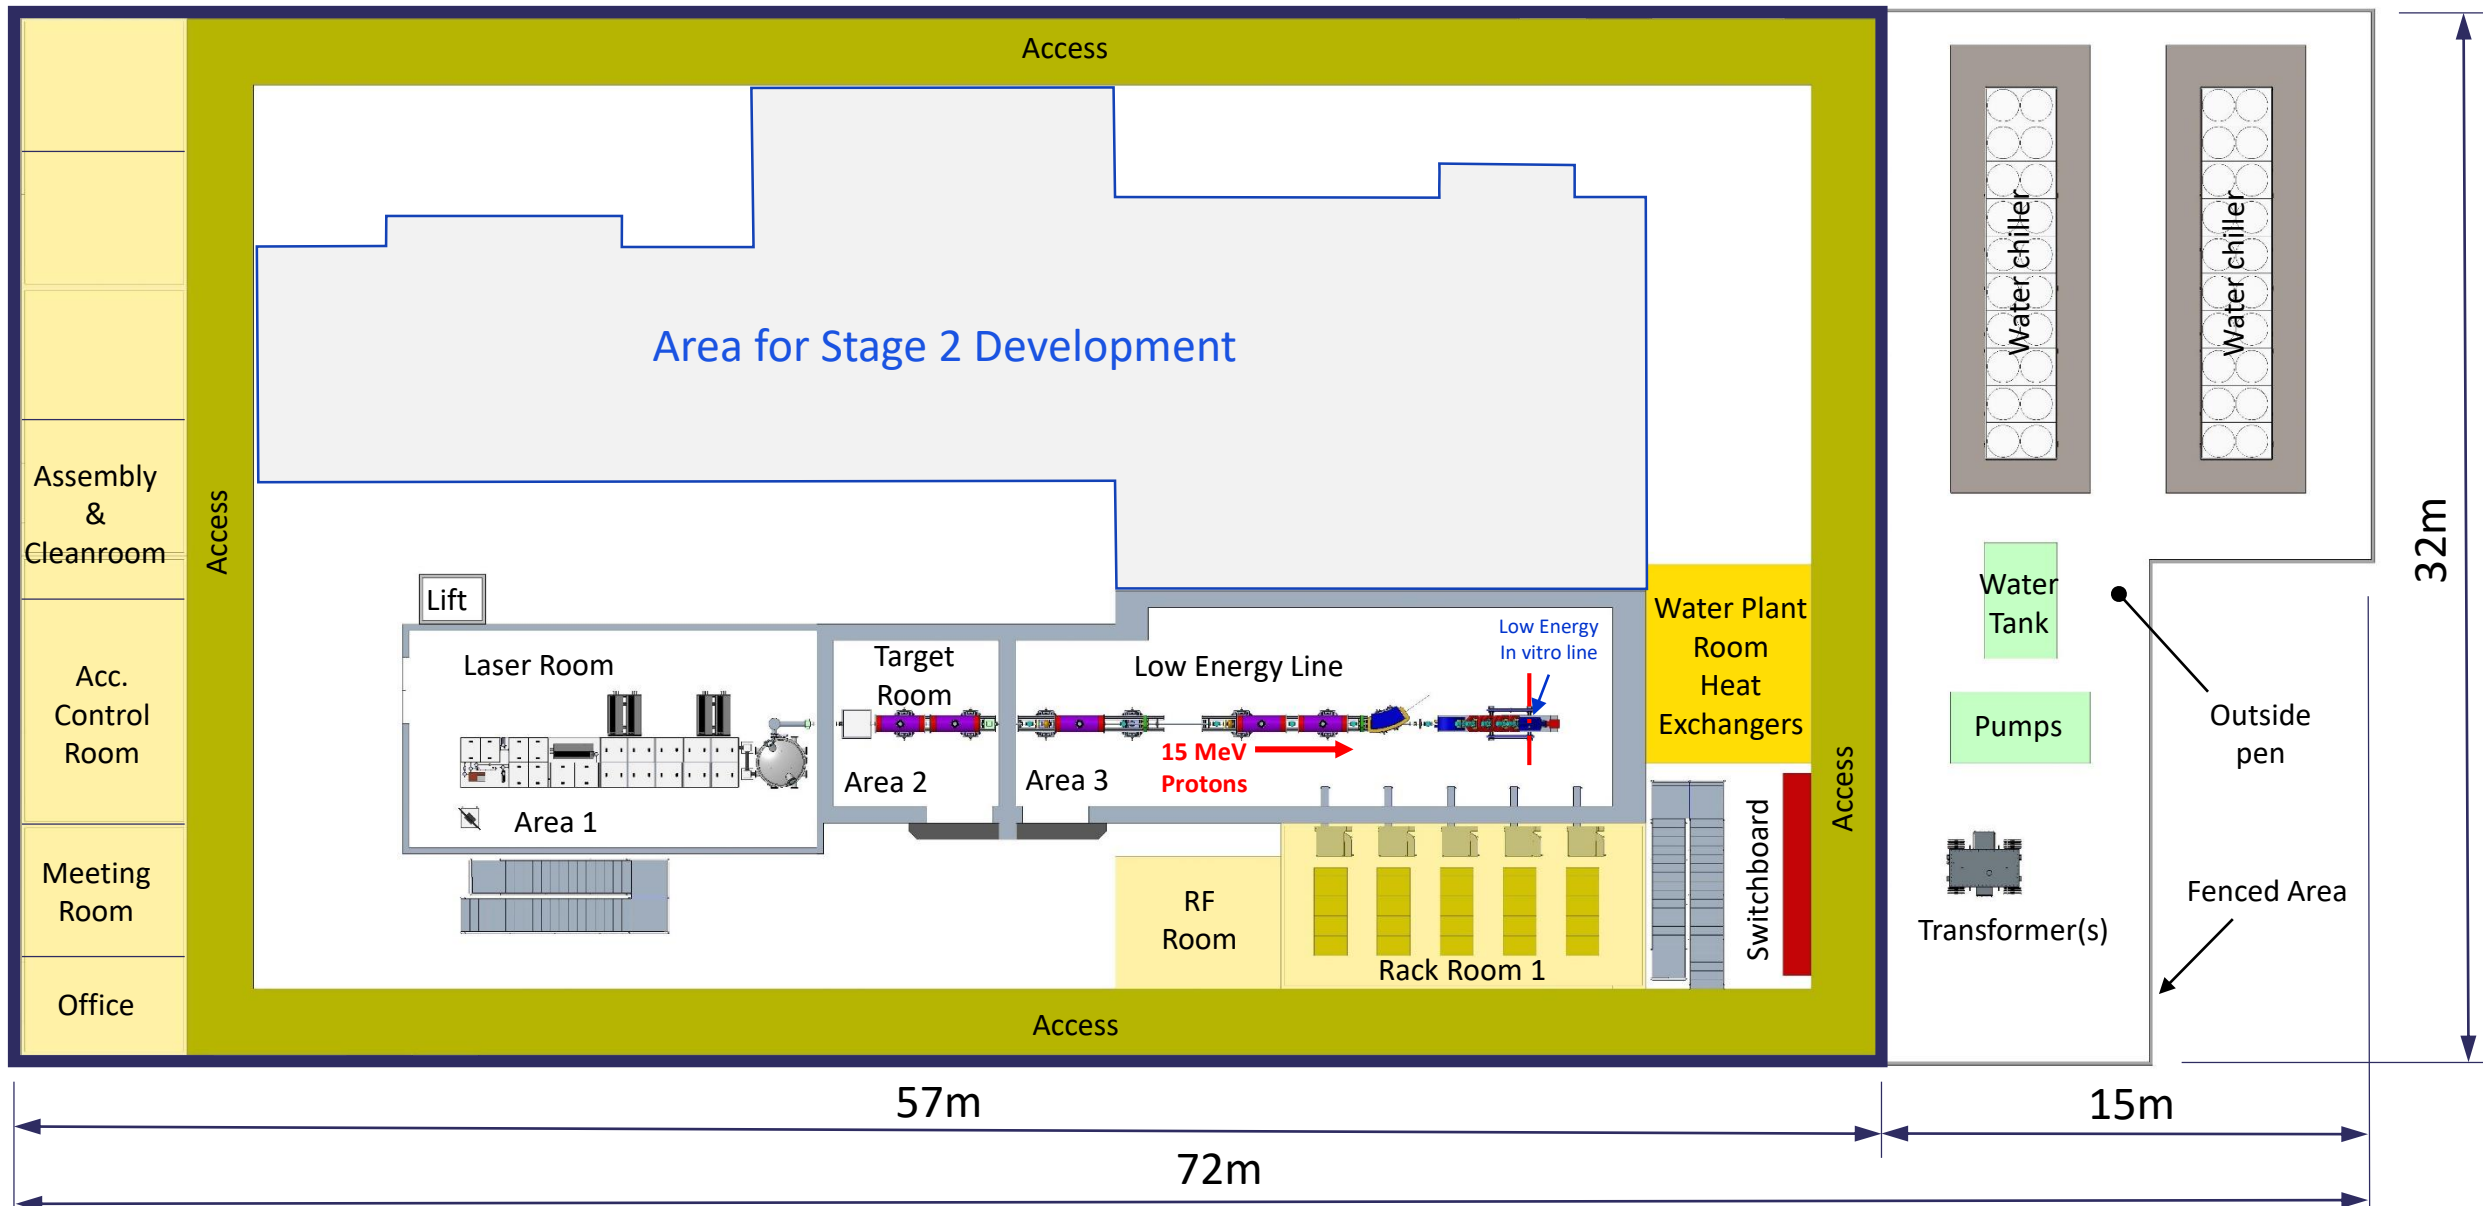 Access
Water chiller
Water chiller
Area for Stage 2 Development
Assembly
&
Cleanroom
Access
32m
Lift
Water Plant
Room
Heat
Exchangers
Water
Tank
Low Energy
In vitro line
Laser Room
Target
Room
Low Energy Line
Acc.
Control
Room
15 MeV
Protons
Pumps
Outside
pen
Area 1
Area 2
Area 3
Access
Switchboard
Meeting
Room
RF
Room
Transformer(s)
Fenced Area
Rack Room 1
Office
Access
57m
15m
72m